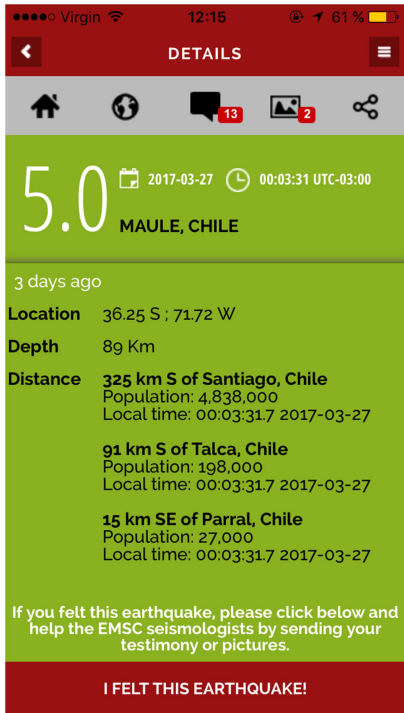 Virgin 12:15 61 %
DETAILS
13 2
5.0 2017-03-27 00:03:31 UTC-03:00
MAULE, CHILE
3 days ago
Location 36.25 S ; 71.72 W
Depth 89 Km
Distance 325 km S of Santiago, Chile
Population: 4,838,000
Local time: 00:03:31.7 2017-03-27
91 km S of Talca, Chile
Population: 198,000
Local time: 00:03:31.7 2017-03-27
15 km SE of Parral, Chile
Population: 27,000
Local time: 00:03:31.7 2017-03-27
If you felt this earthquake, please click below and
help the EMSC seismologists by sending your
testimony or pictures.
I FELT THIS EARTHQUAKE!